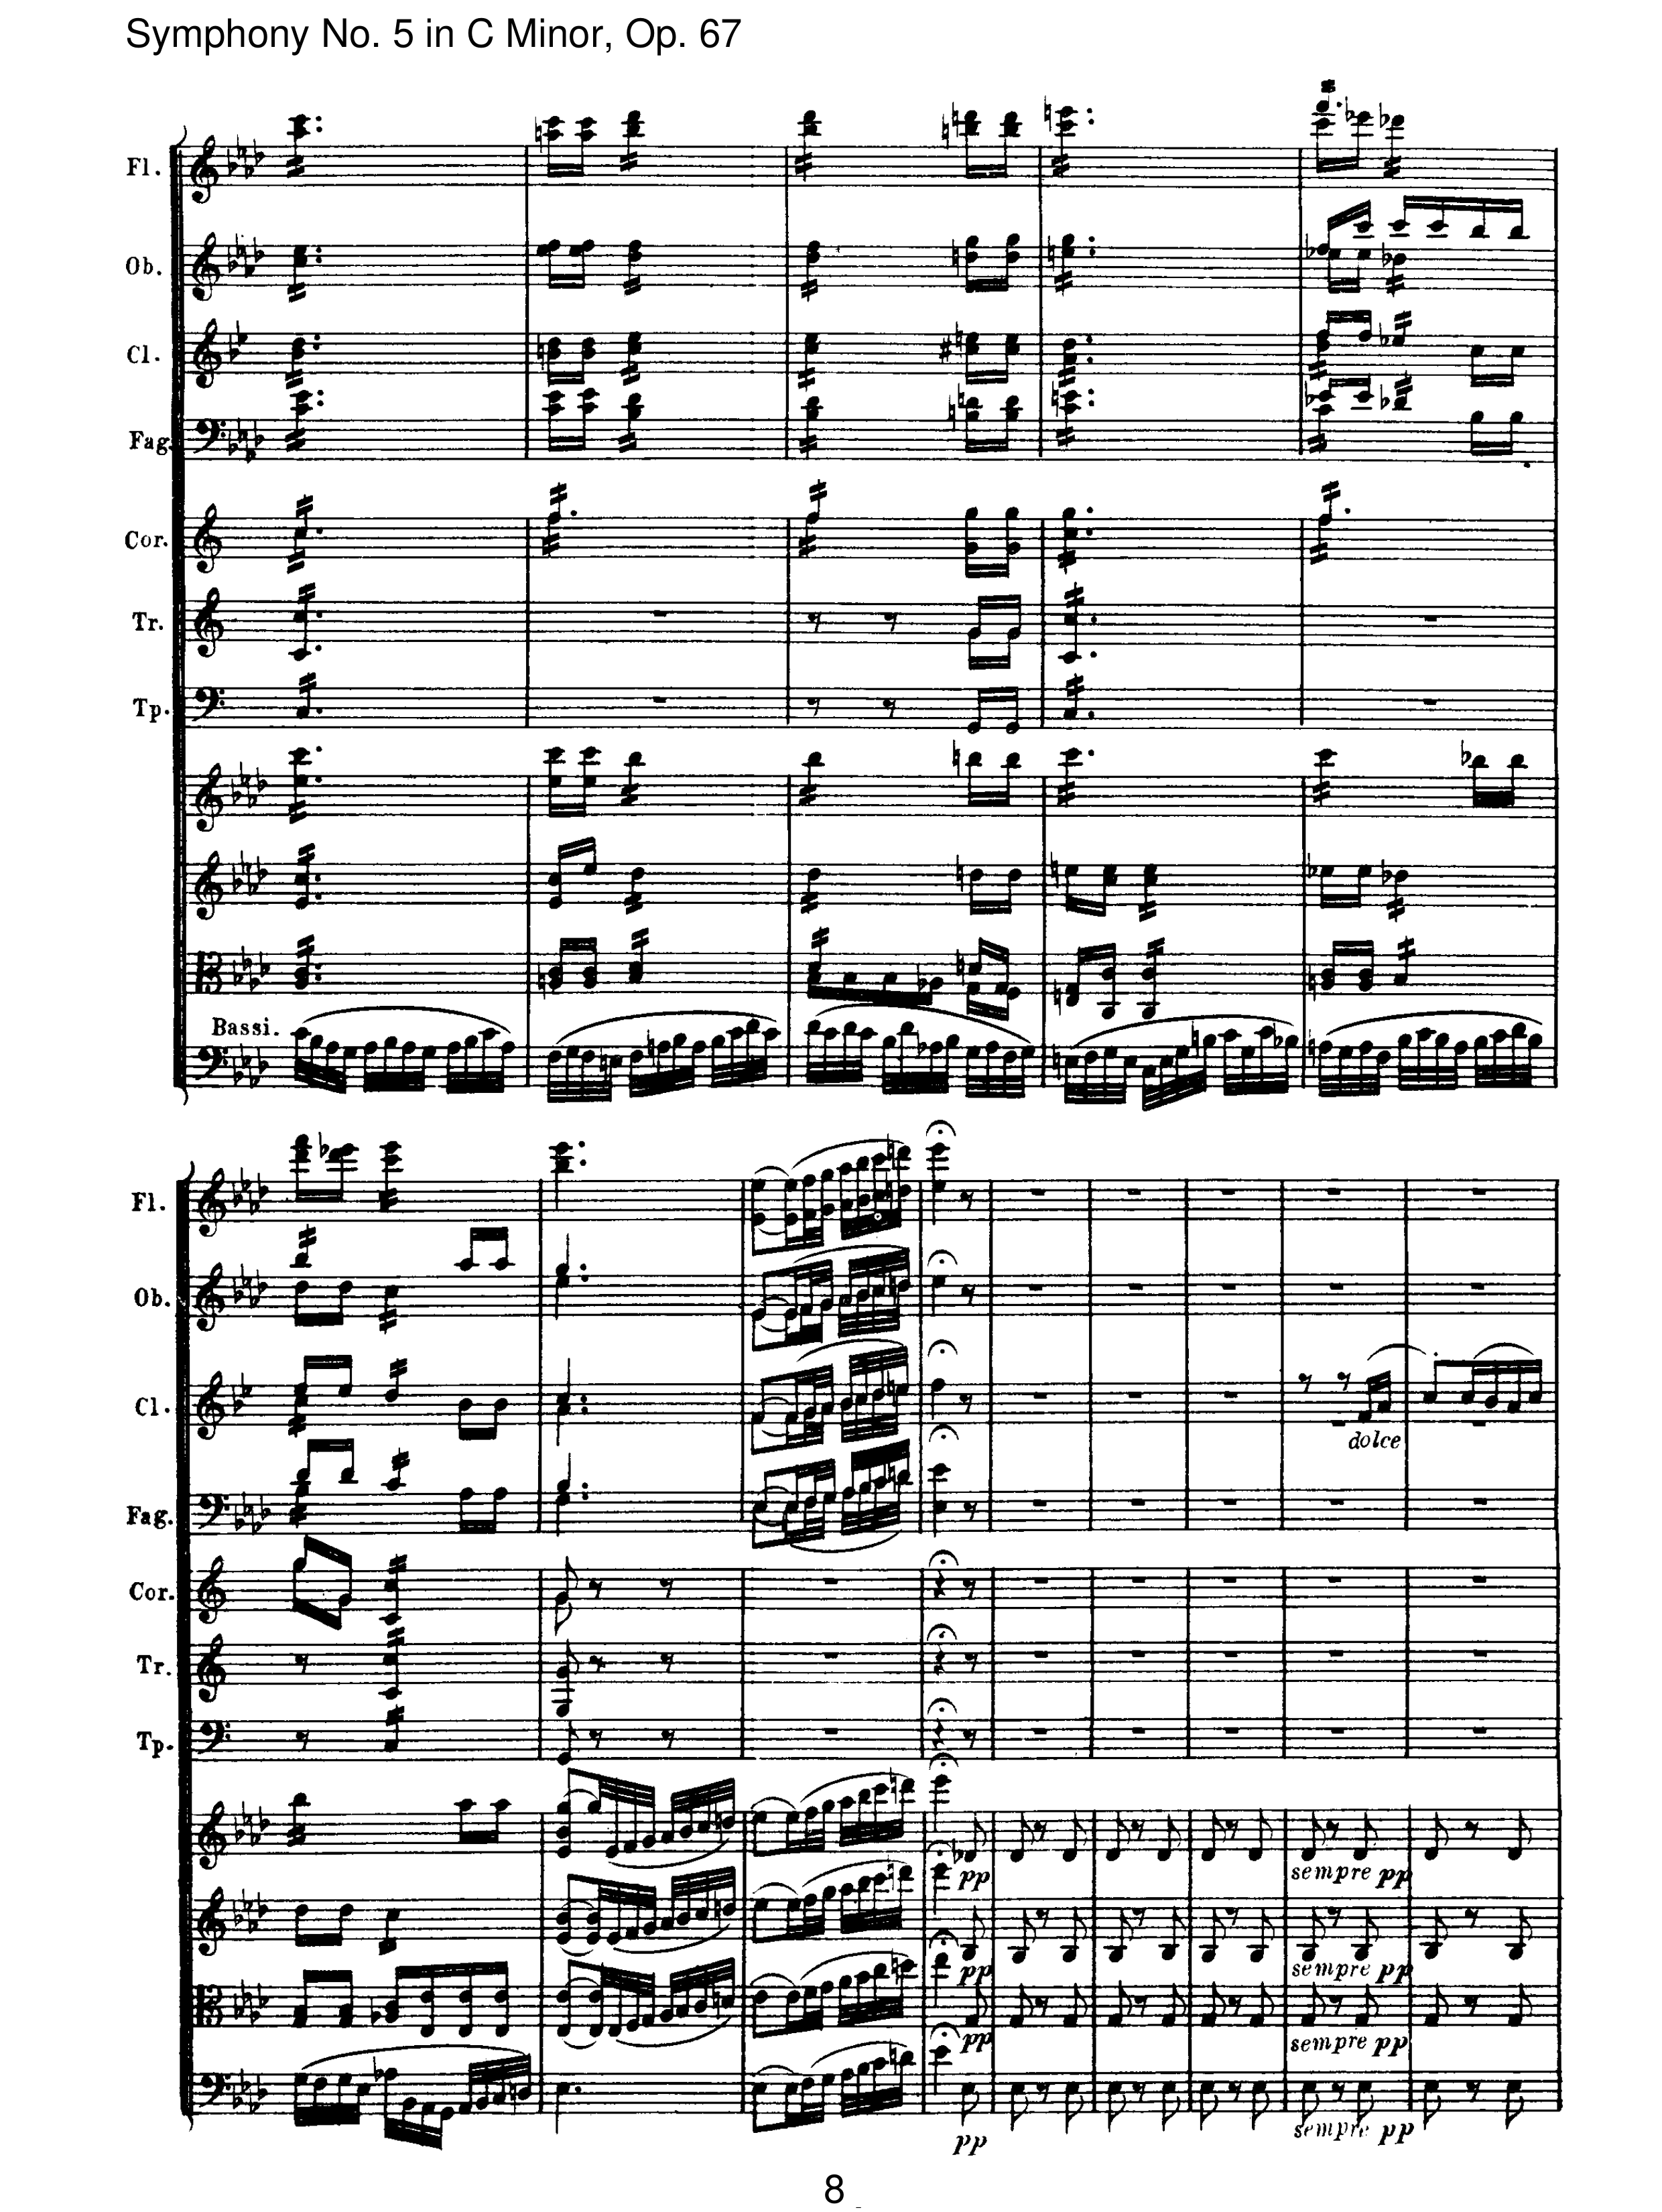 Symphony No. 5 in C Minor, Op. 67
Fl.
Ob.
Cl.
Fag.
Cor.
Tr.
Tp.
Bassi.
Fl.
Ob.
Cl.
dolce
Fag.
Cor.
Tr.
Tp.
pp sempre pp
pp sempre pp
pp sempre pp
pp sempre pp
8